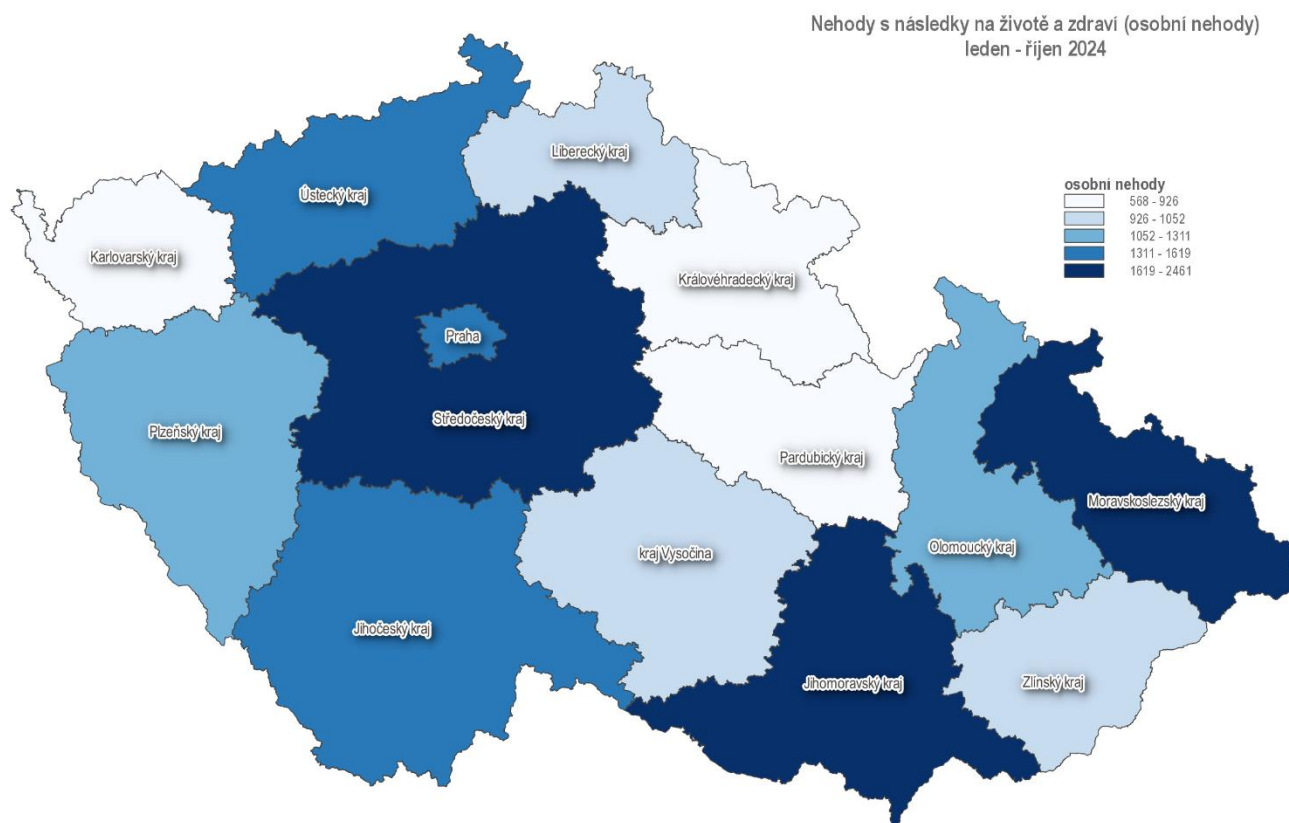 Nehody s následky na životě a zdraví (osobní nehody)
leden - říjen 2024
Liberecký kraj
Ústecký kraj
osobní nehody
568 - 926
926 - 1052
1052 - 1311
1311 - 1619
1619 - 2461
Karlovarský kraj
Královéhradecký kraj
Praha
Středočeský kraj
Plzeňský kraj
Pardubický kraj
Moravskoslezský kraj
kraj Vysočina
Olomoucký kraj
Jihočeský kraj
Jihomoravský kraj
Zlínský kraj